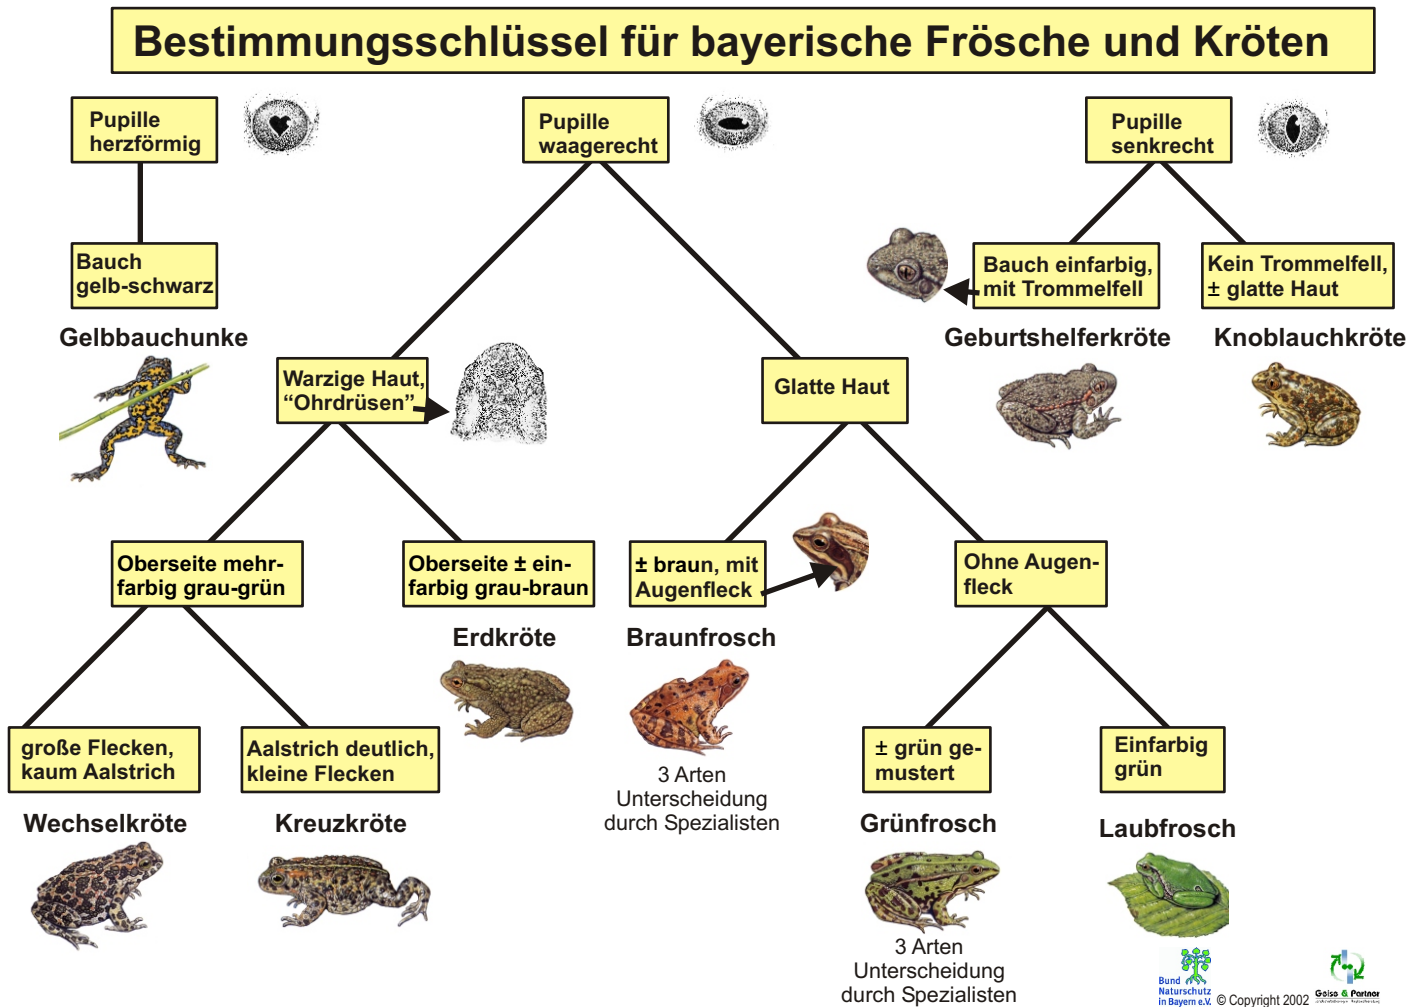 Bestimmungsschlüssel für bayerische Frösche und Kröten
Pupille
herzförmig
Pupille
waagerecht
Pupille
senkrecht
Bauch
gelb-schwarz
Bauch einfarbig,
mit Trommelfell
Kein Trommelfell,
± glatte Haut
Gelbbauchunke
Geburtshelferkröte
Knoblauchkröte
Warzige Haut,
“Ohrdrüsen”
Glatte Haut
Oberseite mehr-
farbig grau-grün
Oberseite ± ein-
farbig grau-braun
± braun, mit
Augenfleck
Ohne Augen-
fleck
Erdkröte
Braunfrosch
3 Arten
Unterscheidung
durch Spezialisten
große Flecken,
kaum Aalstrich
Aalstrich deutlich,
kleine Flecken
± grün ge-
mustert
Einfarbig
grün
Wechselkröte
Kreuzkröte
Grünfrosch
Laubfrosch
3 Arten
Unterscheidung
durch Spezialisten
Bund
Naturschutz
in Bayern e.V.
© Copyright 2002
Geise & Partner